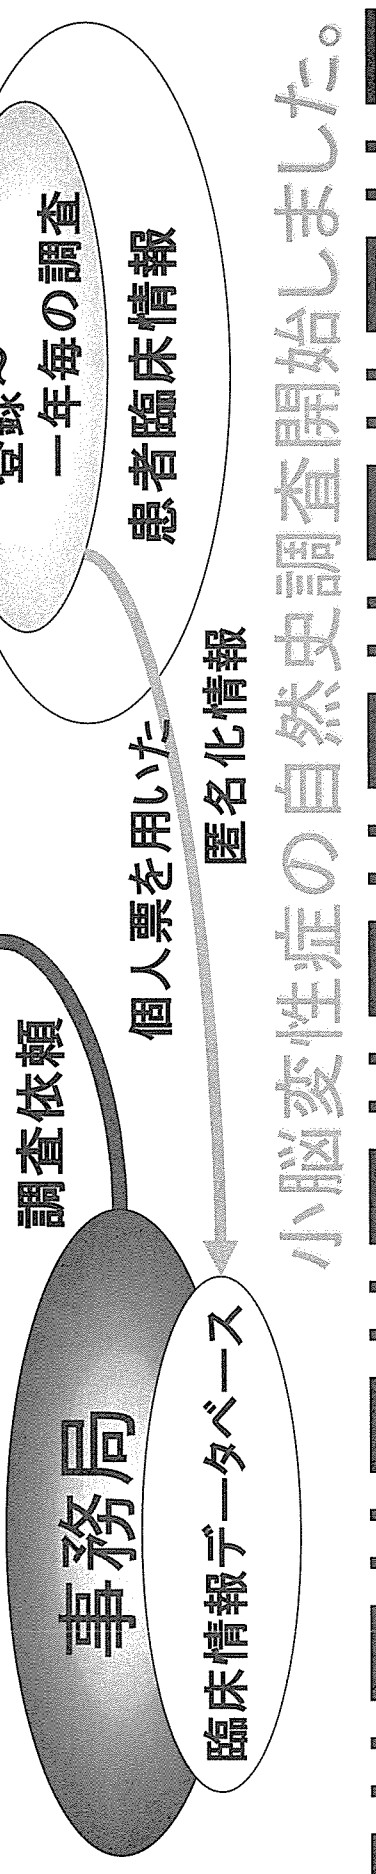 事務局
臨床情報データベース
調査依頼
個人票を用いた
匿名化情報
一年毎の調査
患者臨床情報
小脳変性症の自然史調査開始しました。